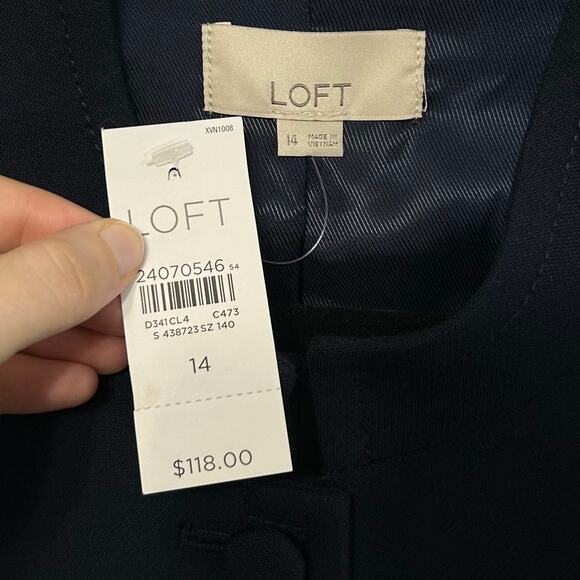 LOFT
14
MADE IN
VIETNAM
XVN1008
LOFT
24070546 54
D341CL4 C473
S 438723 SZ 140
14
$118.00